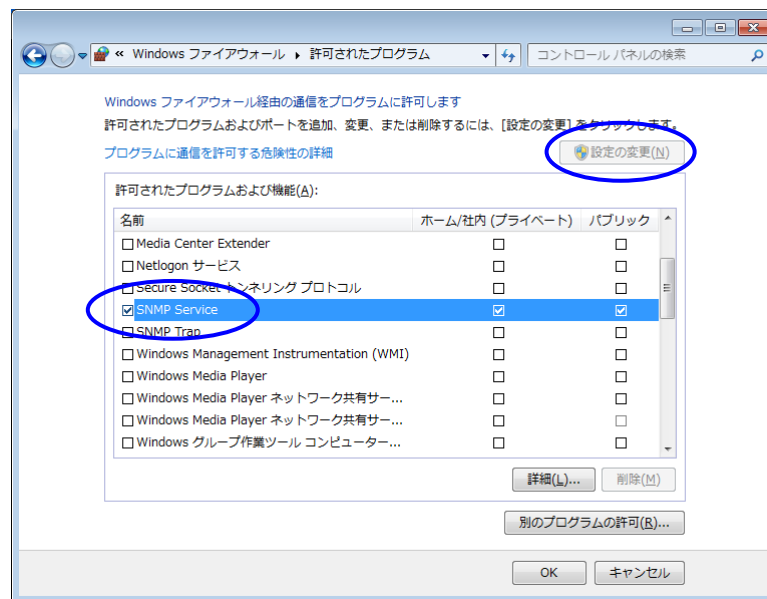 « Windows ファイアウォール ▸ 許可されたプログラム
コントロール パネルの検索
Windows ファイアウォール経由の通信をプログラムに許可します
許可されたプログラムおよびポートを追加、変更、または削除するには、[設定の変更] をクリックします。
プログラムに通信を許可する危険性の詳細
設定の変更(N)
許可されたプログラムおよび機能(A):
名前 ホーム/社内 (プライベート) パブリック
Media Center Extender
Netlogon サービス
Secure Socket トンネリング プロトコル
SNMP Service
SNMP Trap
Windows Management Instrumentation (WMI)
Windows Media Player
Windows Media Player ネットワーク共有サー...
Windows Media Player ネットワーク共有サー...
Windows グループ作業ツール コンピューター...
詳細(L)... 削除(M)
別のプログラムの許可(R)...
OK キャンセル